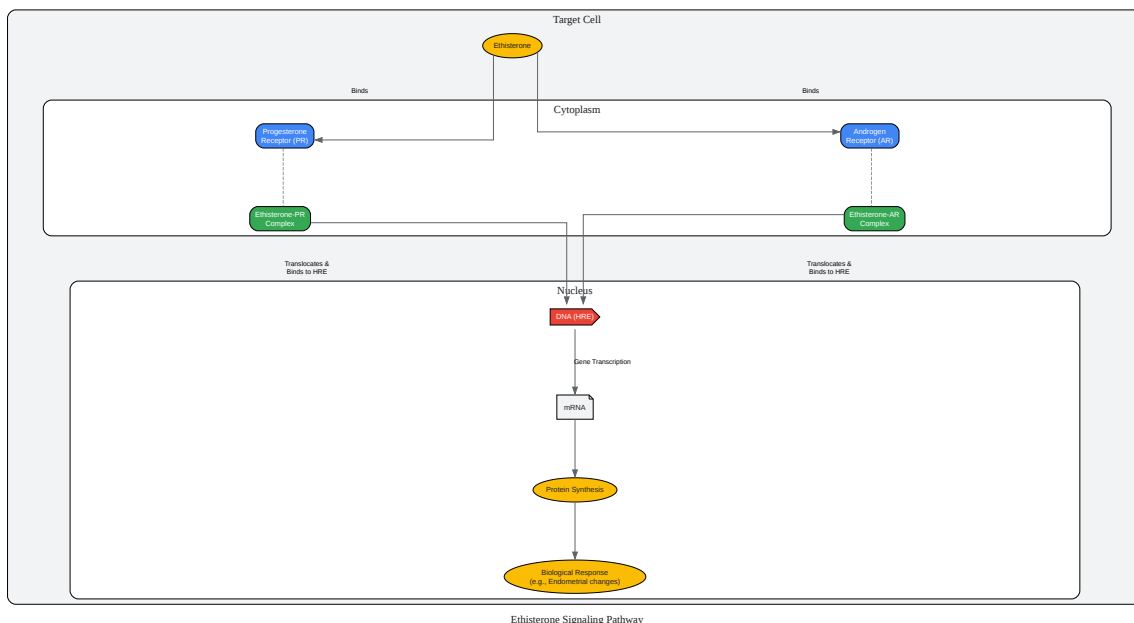 Target Cell
Ethisterone
Binds
Binds
Cytoplasm
Progesterone
Receptor (PR)
Androgen
Receptor (AR)
Ethisterone-PR
Complex
Ethisterone-AR
Complex
Translocates &
Binds to HRE
Translocates &
Binds to HRE
Nucleus
DNA (HRE)
Gene Transcription
mRNA
Protein Synthesis
Biological Response
(e.g., Endometrial changes)
Ethisterone Signaling Pathway